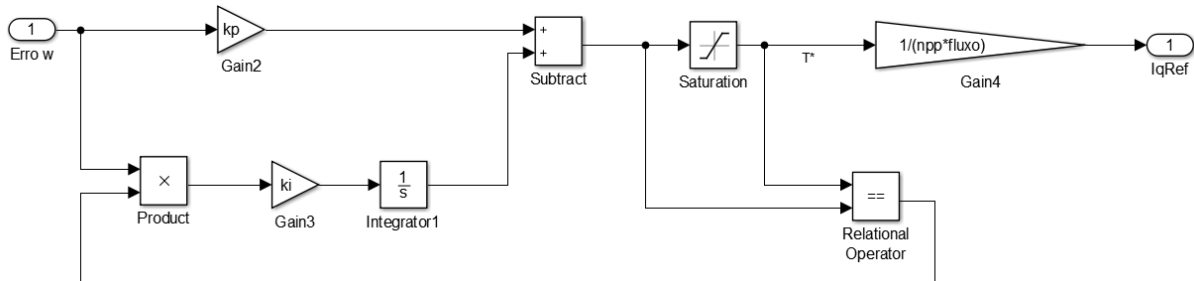 1
Erro w
kp
Gain2
+
+
Subtract
Saturation
T*
1/(npp*fluxo)
Gain4
1
IqRef
×
Product
ki
Gain3
1
s
Integrator1
==
Relational
Operator